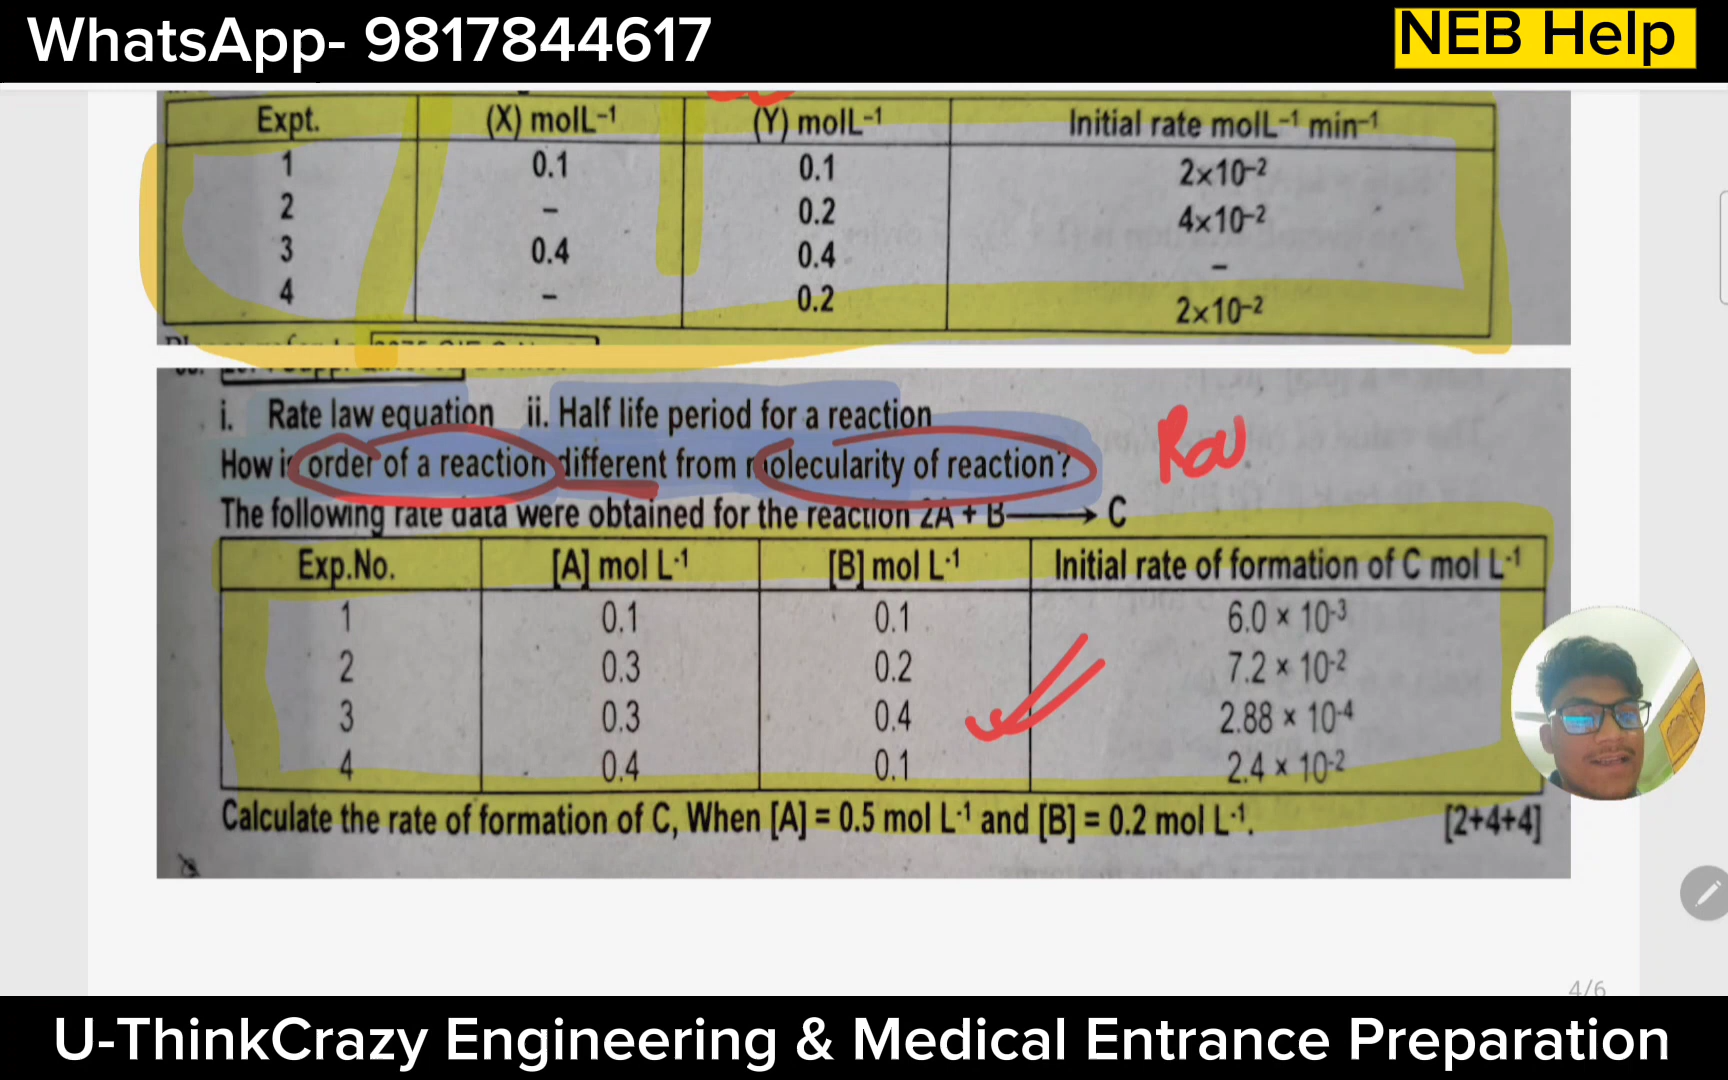 WhatsApp- 9817844617
NEB Help
Expt. (X) molL⁻¹ (Y) molL⁻¹ Initial rate molL⁻¹ min⁻¹
1 0.1 0.1 2×10⁻²
2 – 0.2 4×10⁻²
3 0.4 0.4 –
4 – 0.2 2×10⁻²
i. Rate law equation ii. Half life period for a reaction
How is order of a reaction different from molecularity of reaction?
Rou
The following rate data were obtained for the reaction 2A + B ⟶ C
Exp.No. [A] mol L⁻¹ [B] mol L⁻¹ Initial rate of formation of C mol L⁻¹
1 0.1 0.1 6.0 × 10⁻³
2 0.3 0.2 7.2 × 10⁻²
3 0.3 0.4 2.88 × 10⁻⁴
4 0.4 0.1 2.4 × 10⁻²
Calculate the rate of formation of C, When [A] = 0.5 mol L⁻¹ and [B] = 0.2 mol L⁻¹. [2+4+4]
4/6
U-ThinkCrazy Engineering & Medical Entrance Preparation